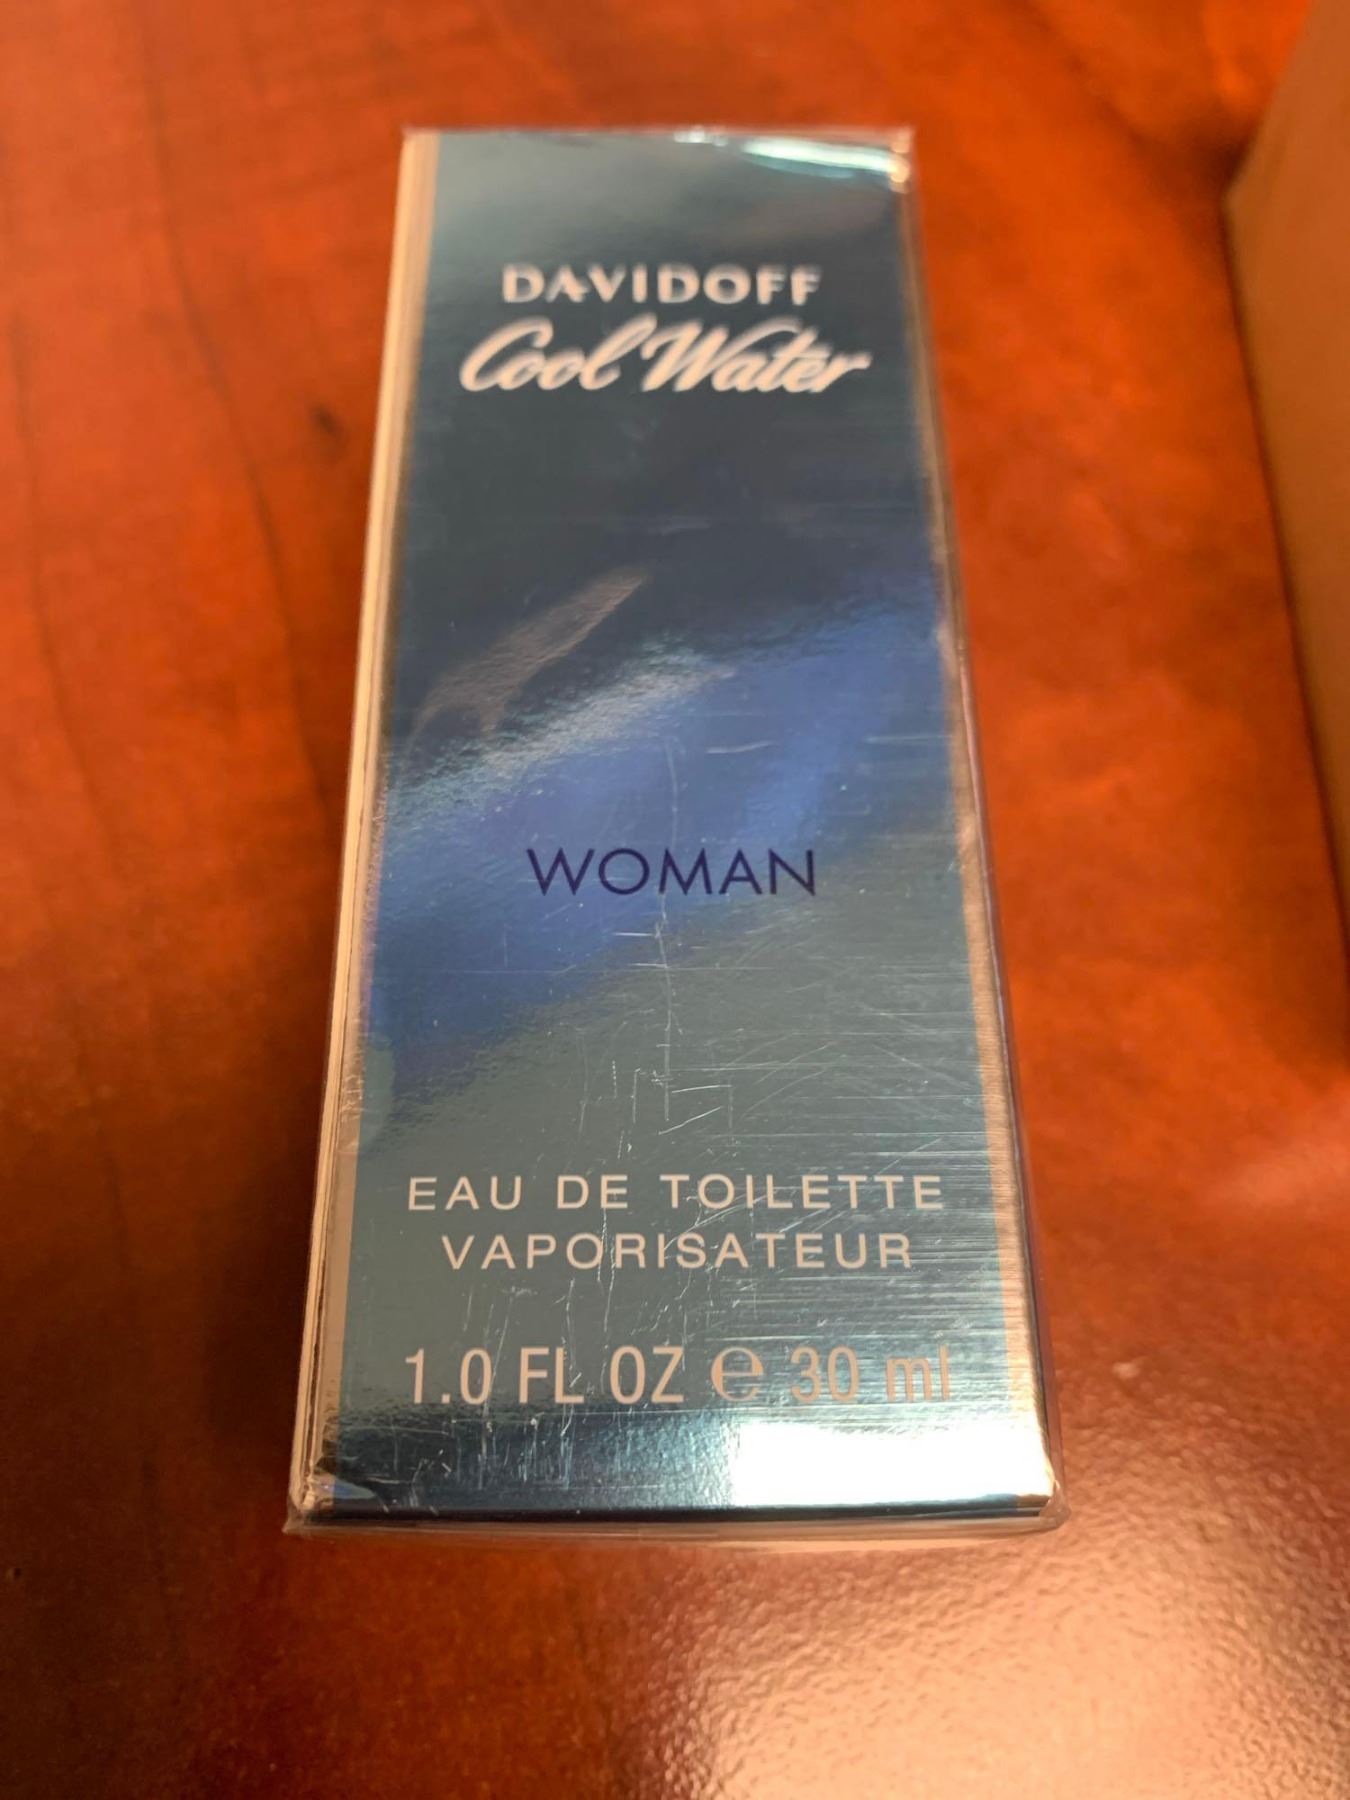 DAVIDOFF
Cool Water
WOMAN
EAU DE TOILETTE
VAPORISATEUR
1.0 FL OZ ℮ 30 ml